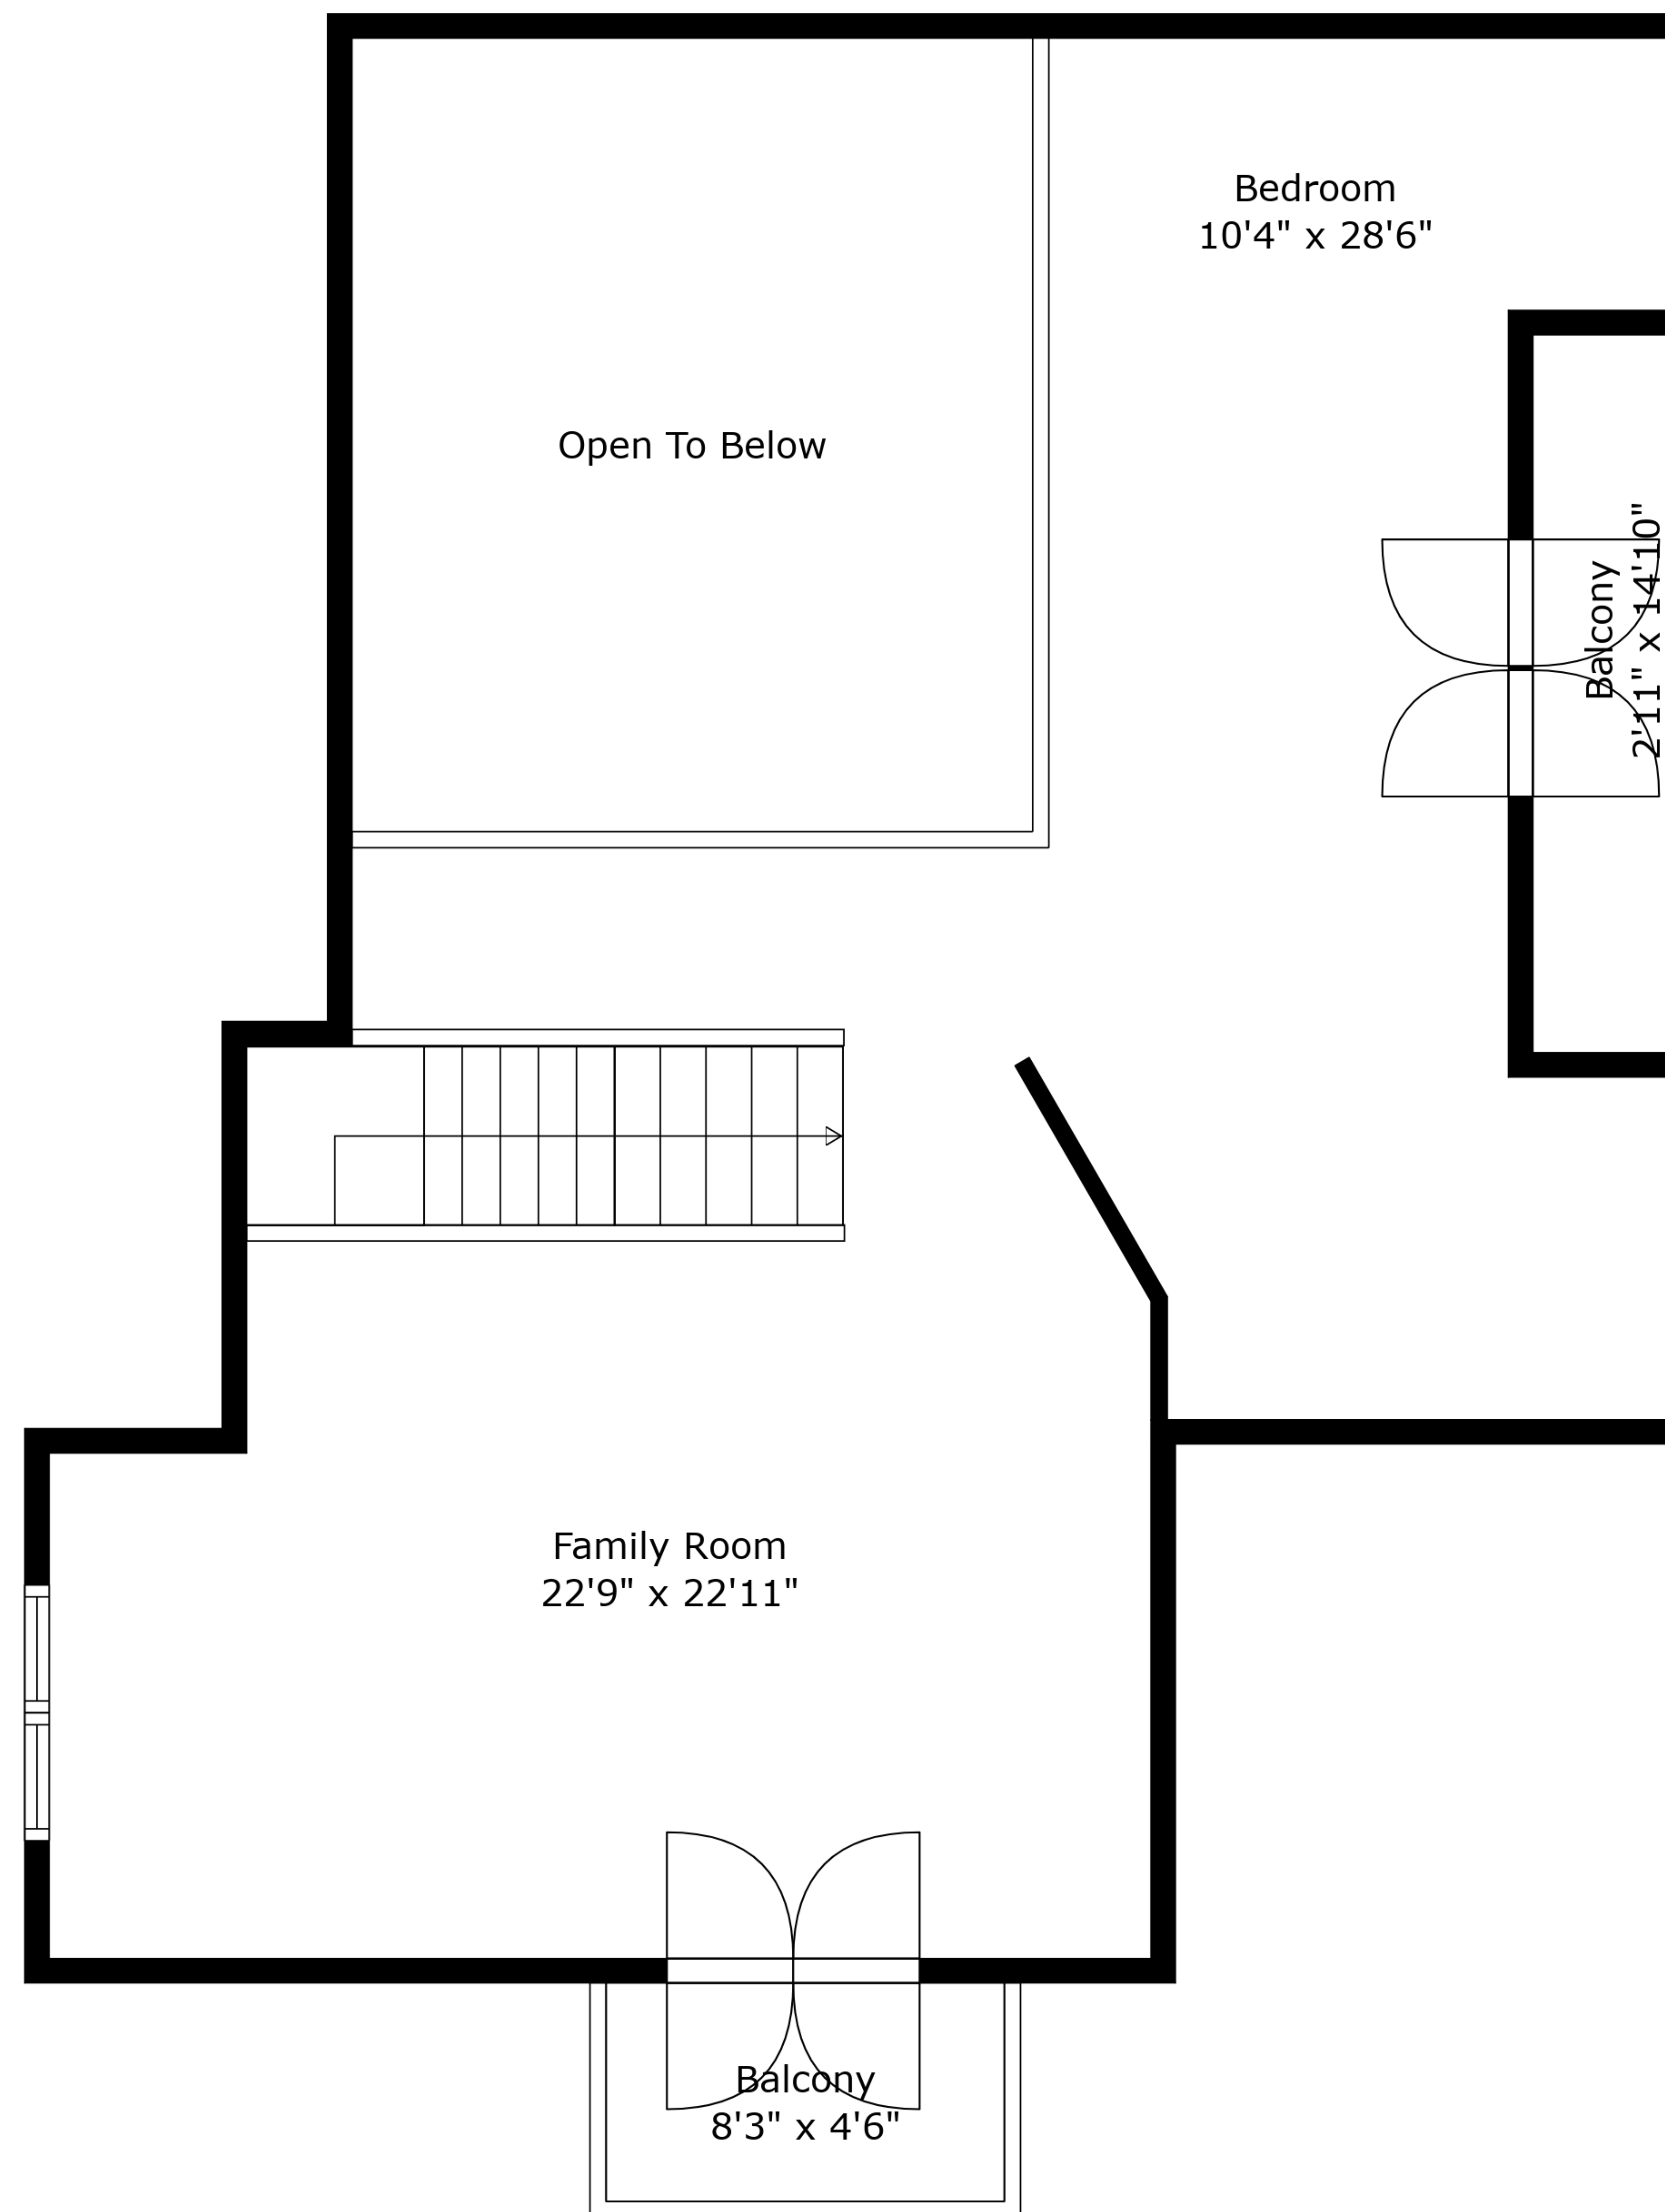 Bedroom
10'4" x 28'6"
Open To Below
Balcony
2'11" x 14'10"
Family Room
22'9" x 22'11"
Balcony
8'3" x 4'6"